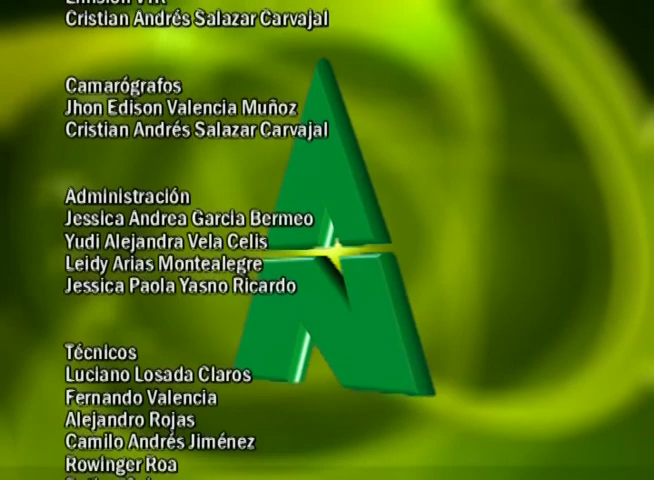 Emisión VTR
Cristian Andrés Salazar Carvajal
Camarógrafos
Jhon Edison Valencia Muñoz
Cristian Andrés Salazar Carvajal
Administración
Jessica Andrea Garcia Bermeo
Yudi Alejandra Vela Celis
Leidy Arias Montealegre
Jessica Paola Yasno Ricardo
Técnicos
Luciano Losada Claros
Fernando Valencia
Alejandro Rojas
Camilo Andrés Jiménez
Rowinger Roa